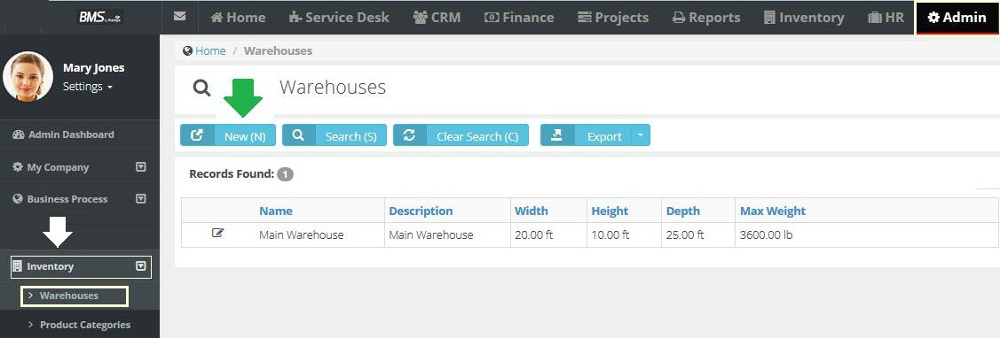 BMS by Kwoji
Home
Service Desk
CRM
Finance
Projects
Reports
Inventory
HR
Admin
Mary Jones
Settings
Admin Dashboard
My Company
Business Process
Inventory
Warehouses
Product Categories
Home / Warehouses
Warehouses
New (N)
Search (S)
Clear Search (C)
Export
Records Found: 1
Name Description Width Height Depth Max Weight
Main Warehouse Main Warehouse 20.00 ft 10.00 ft 25.00 ft 3600.00 lb